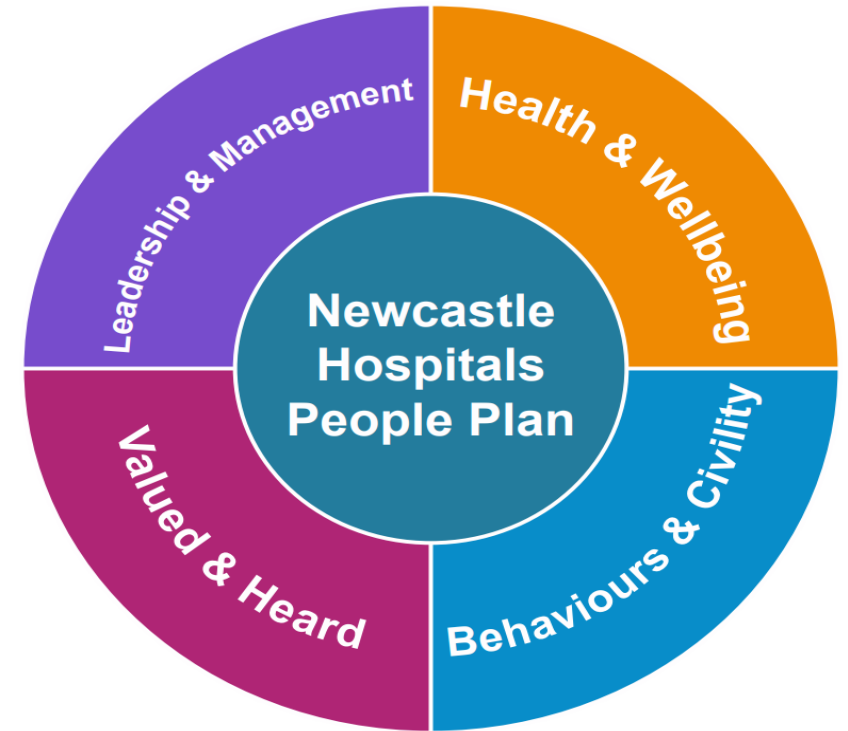 Leadership & Management
Health & Wellbeing
Newcastle
Hospitals
People Plan
Valued & Heard
Behaviours & Civility